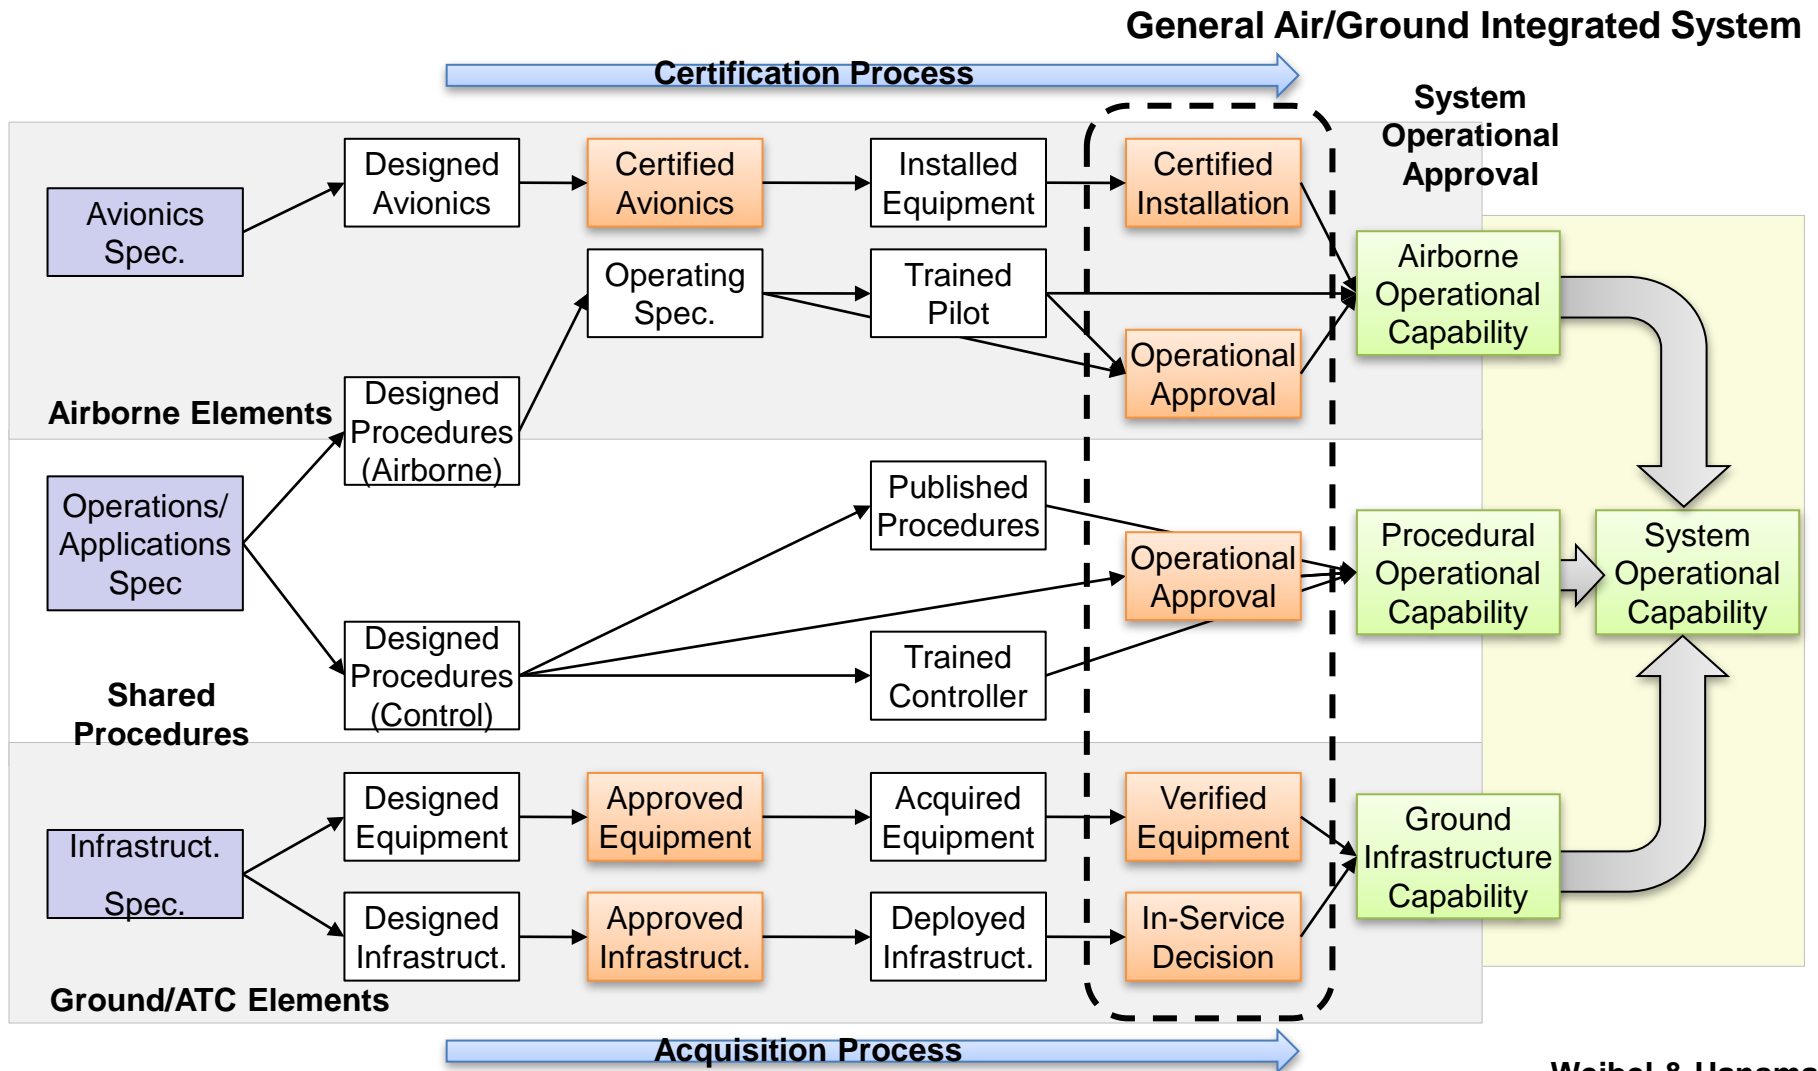 General Air/Ground Integrated System
Certification Process
System
Operational
Approval
Avionics
Spec.
Designed
Avionics
Certified
Avionics
Installed
Equipment
Certified
Installation
Operating
Spec.
Trained
Pilot
Operational
Approval
Airborne
Operational
Capability
Airborne Elements
Designed
Procedures
(Airborne)
Operations/
Applications
Spec
Published
Procedures
Operational
Approval
Procedural
Operational
Capability
System
Operational
Capability
Designed
Procedures
(Control)
Trained
Controller
Shared
Procedures
Infrastruct.
Spec.
Designed
Equipment
Approved
Equipment
Acquired
Equipment
Verified
Equipment
Ground
Infrastructure
Capability
Designed
Infrastruct.
Approved
Infrastruct.
Deployed
Infrastruct.
In-Service
Decision
Ground/ATC Elements
Acquisition Process
Weibel &